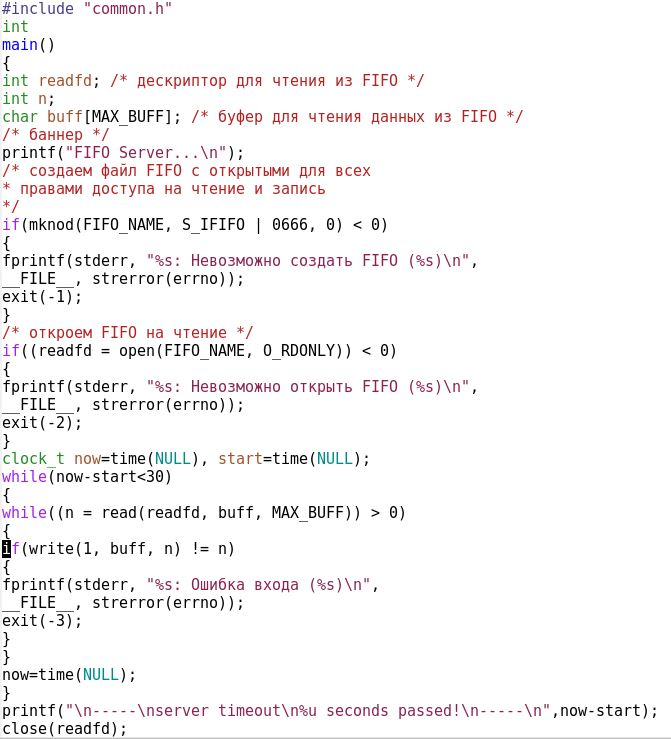 #include "common.h"
int
main()
{
int readfd; /* дескриптор для чтения из FIFO */
int n;
char buff[MAX_BUFF]; /* буфер для чтения данных из FIFO */
/* баннер */
printf("FIFO Server...\n");
/* создаем файл FIFO с открытыми для всех
* правами доступа на чтение и запись
*/
if(mknod(FIFO_NAME, S_IFIFO | 0666, 0) < 0)
{
fprintf(stderr, "%s: Невозможно создать FIFO (%s)\n",
__FILE__, strerror(errno));
exit(-1);
}
/* откроем FIFO на чтение */
if((readfd = open(FIFO_NAME, O_RDONLY)) < 0)
{
fprintf(stderr, "%s: Невозможно открыть FIFO (%s)\n",
__FILE__, strerror(errno));
exit(-2);
}
clock_t now=time(NULL), start=time(NULL);
while(now-start<30)
{
while((n = read(readfd, buff, MAX_BUFF)) > 0)
{
if(write(1, buff, n) != n)
{
fprintf(stderr, "%s: Ошибка входа (%s)\n",
__FILE__, strerror(errno));
exit(-3);
}
}
now=time(NULL);
}
printf("\n-----\nserver timeout\n%u seconds passed!\n-----\n",now-start);
close(readfd);